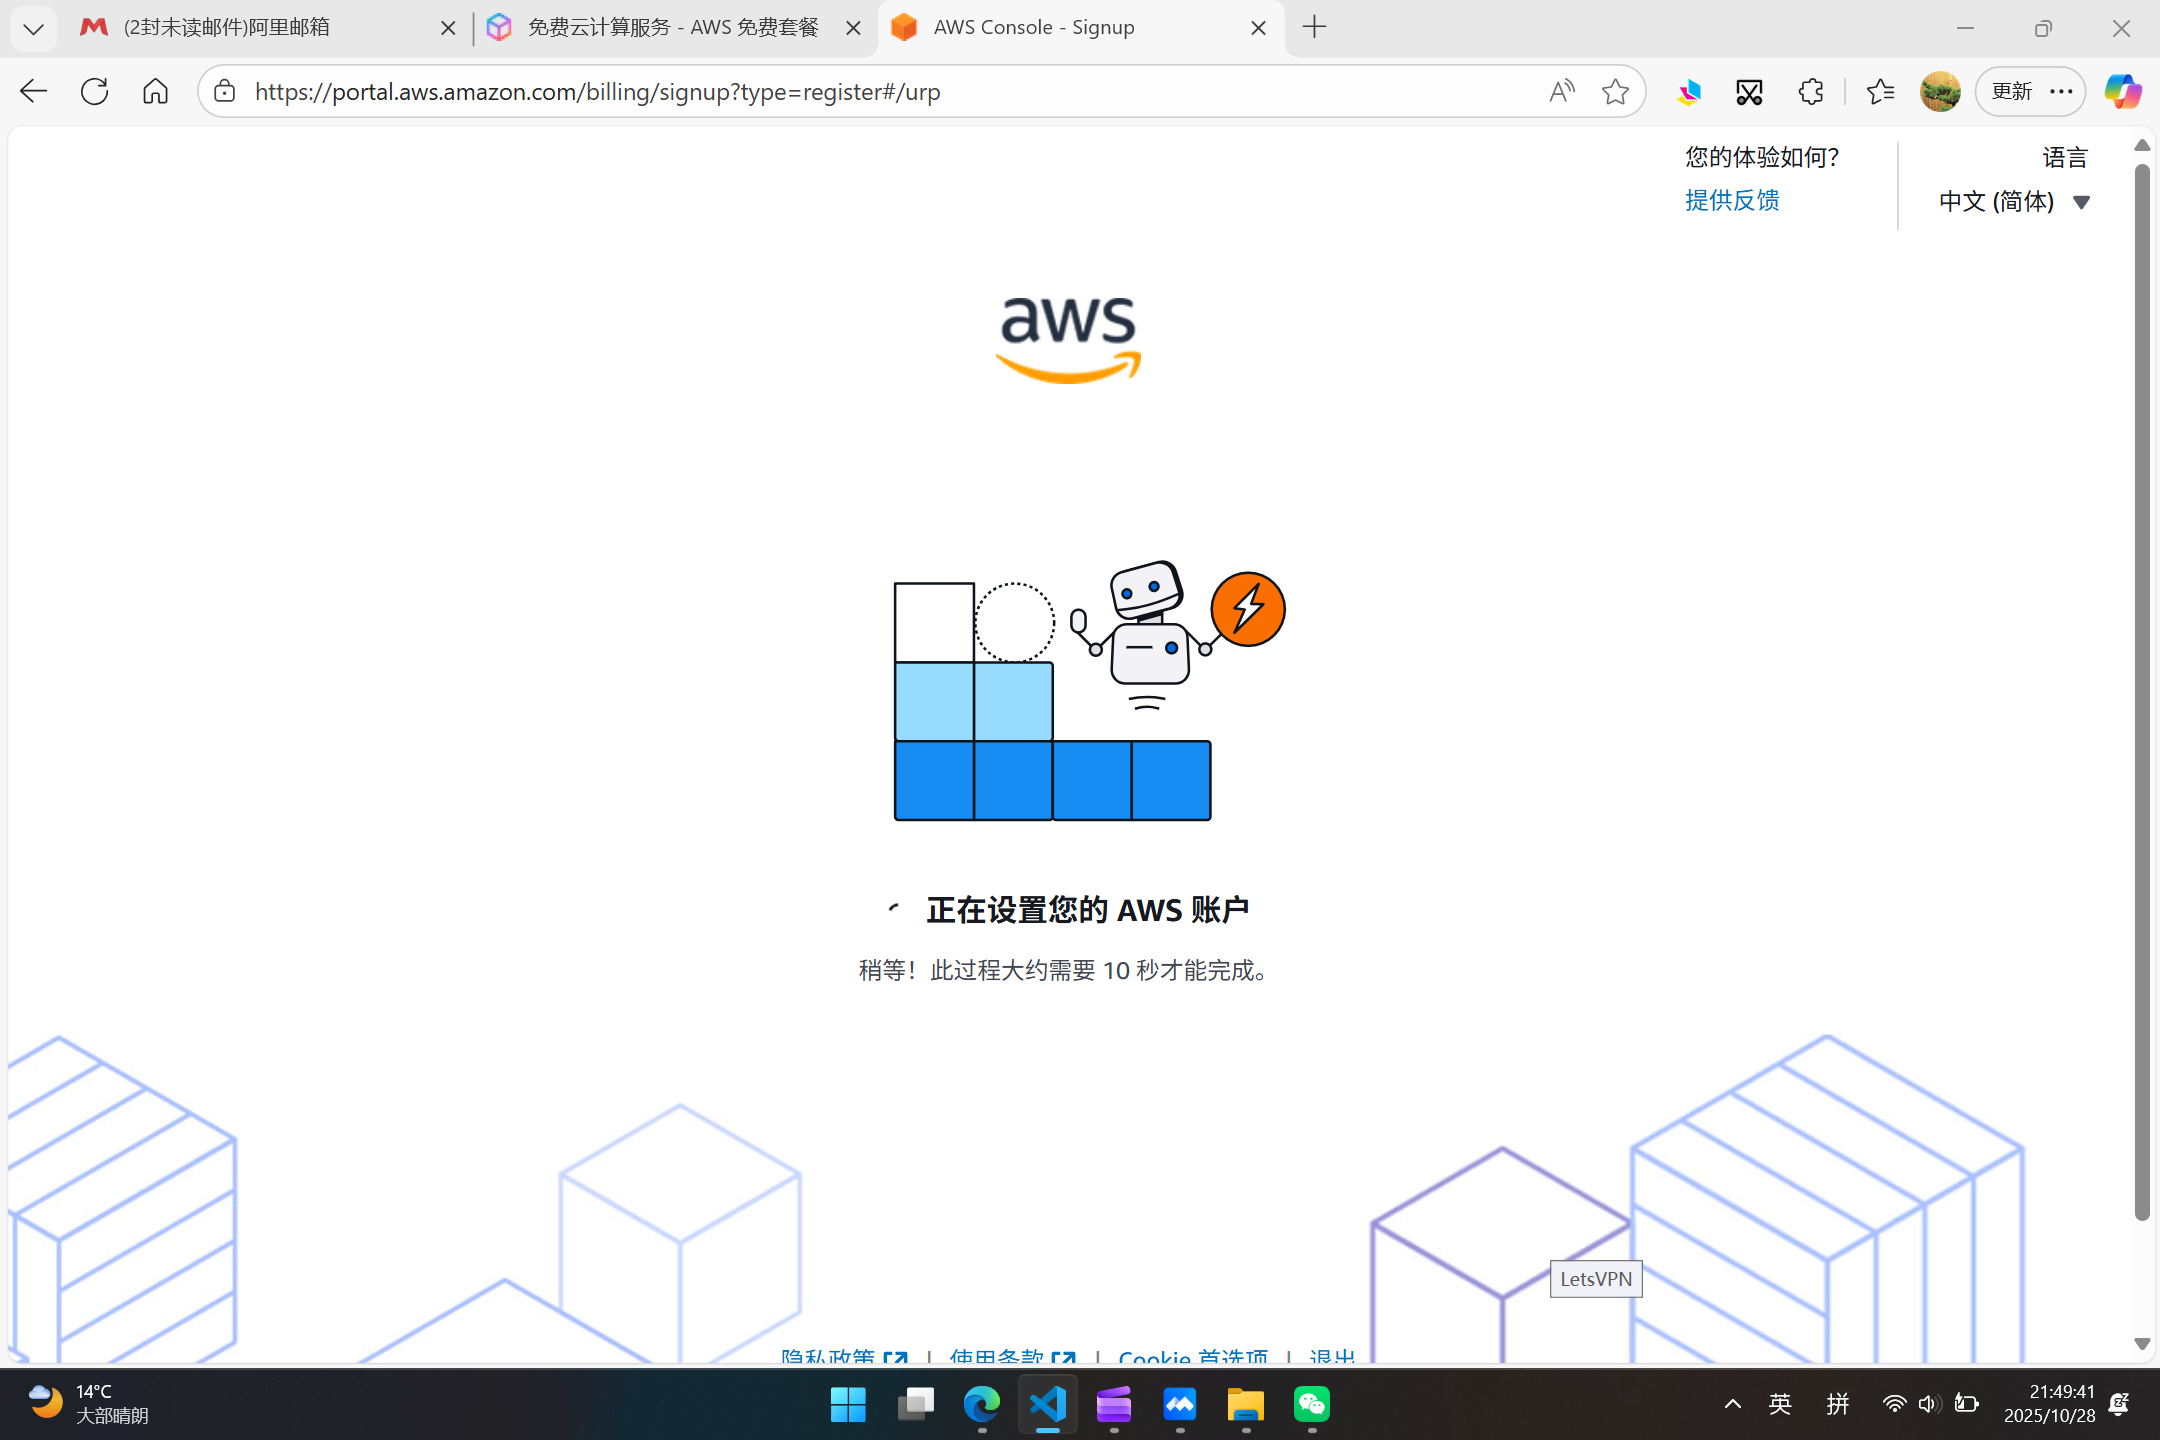 (2封未读邮件)阿里邮箱
免费云计算服务 - AWS 免费套餐
AWS Console - Signup
https://portal.aws.amazon.com/billing/signup?type=register#/urp
更新
您的体验如何?
提供反馈
语言
中文 (简体)
aws
正在设置您的 AWS 账户
稍等！此过程大约需要 10 秒才能完成。
LetsVPN
隐私政策 | 使用条款 | Cookie 首选项 | 退出
14°C
大部晴朗
英
拼
21:49:41
2025/10/28